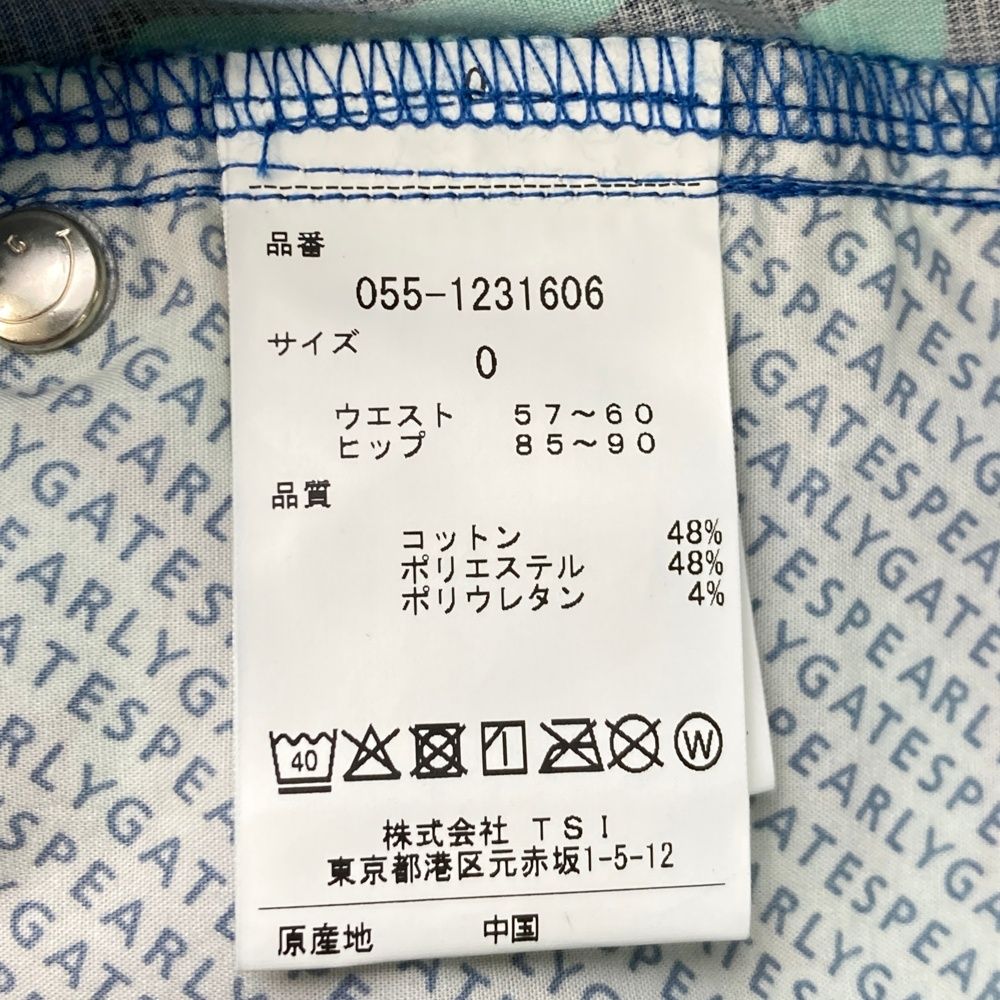 品番
055-1231606
サイズ
0
ウエスト 57~60
ヒップ 85~90
品質
コットン 48%
ポリエステル 48%
ポリウレタン 4%
40
W
株式会社 TSI
東京都港区元赤坂1-5-12
原産地 中国
PEARLYGATES